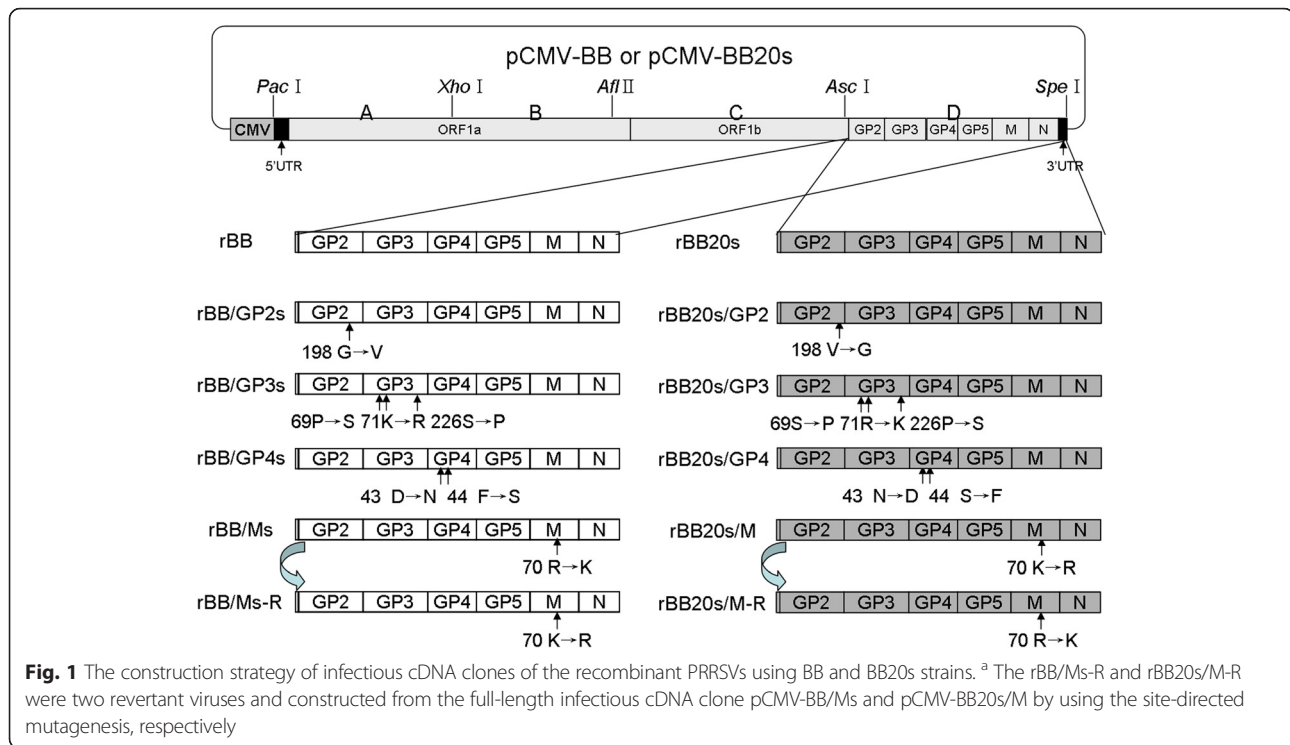 pCMV-BB or pCMV-BB20s
Pac I Xho I Afl II Asc I Spe I
A B C D
CMV ORF1a ORF1b GP2 GP3 GP4 GP5 M N
5'UTR 3'UTR
rBB GP2 GP3 GP4 GP5 M N rBB20s GP2 GP3 GP4 GP5 M N
rBB/GP2s GP2 GP3 GP4 GP5 M N rBB20s/GP2 GP2 GP3 GP4 GP5 M N
198 G→V 198 V→G
rBB/GP3s GP2 GP3 GP4 GP5 M N rBB20s/GP3 GP2 GP3 GP4 GP5 M N
69P→S 71K→R 226S→P 69S→P 71R→K 226P→S
rBB/GP4s GP2 GP3 GP4 GP5 M N rBB20s/GP4 GP2 GP3 GP4 GP5 M N
43 D→N 44 F→S 43 N→D 44 S→F
rBB/Ms GP2 GP3 GP4 GP5 M N rBB20s/M GP2 GP3 GP4 GP5 M N
70 R→K 70 K→R
rBB/Ms-R GP2 GP3 GP4 GP5 M N rBB20s/M-R GP2 GP3 GP4 GP5 M N
70 K→R 70 R→K
Fig. 1 The construction strategy of infectious cDNA clones of the recombinant PRRSVs using BB and BB20s strains. a The rBB/Ms-R and rBB20s/M-R
were two revertant viruses and constructed from the full-length infectious cDNA clone pCMV-BB/Ms and pCMV-BB20s/M by using the site-directed
mutagenesis, respectively